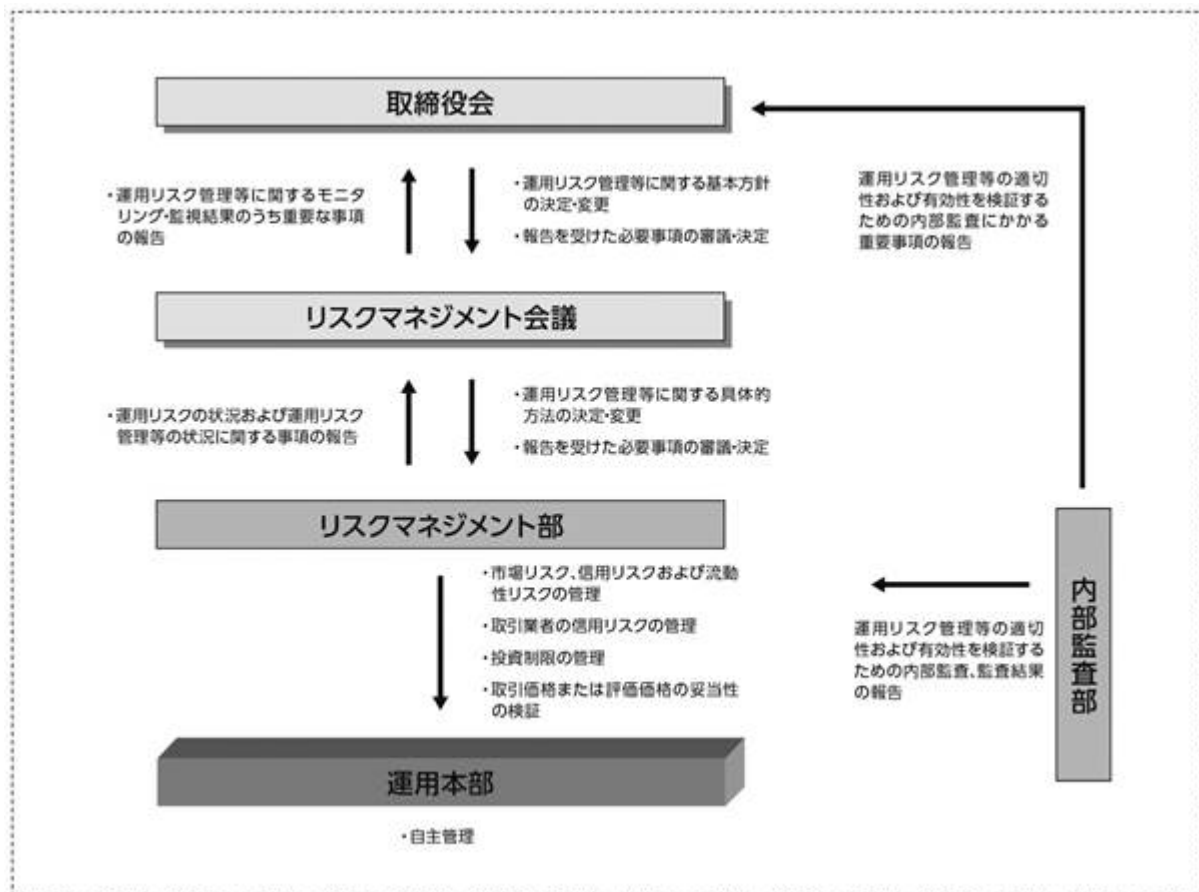 取締役会
・運用リスク管理等に関するモニタ
リング・監視結果のうち重要な事項
の報告
・運用リスク管理等に関する基本方針
の決定・変更
・報告を受けた必要事項の審議・決定
運用リスク管理等の適切
性および有効性を検証する
ための内部監査にかかる
重要事項の報告
リスクマネジメント会議
・運用リスクの状況および運用リスク
管理等の状況に関する事項の報告
・運用リスク管理等に関する具体的
方法の決定・変更
・報告を受けた必要事項の審議・決定
リスクマネジメント部
・市場リスク、信用リスクおよび流動
性リスクの管理
・取引業者の信用リスクの管理
・投資制限の管理
・取引価格または評価価格の妥当性
の検証
運用リスク管理等の適切
性および有効性を検証する
ための内部監査、監査結果
の報告
内部監査部
運用本部
・自主管理